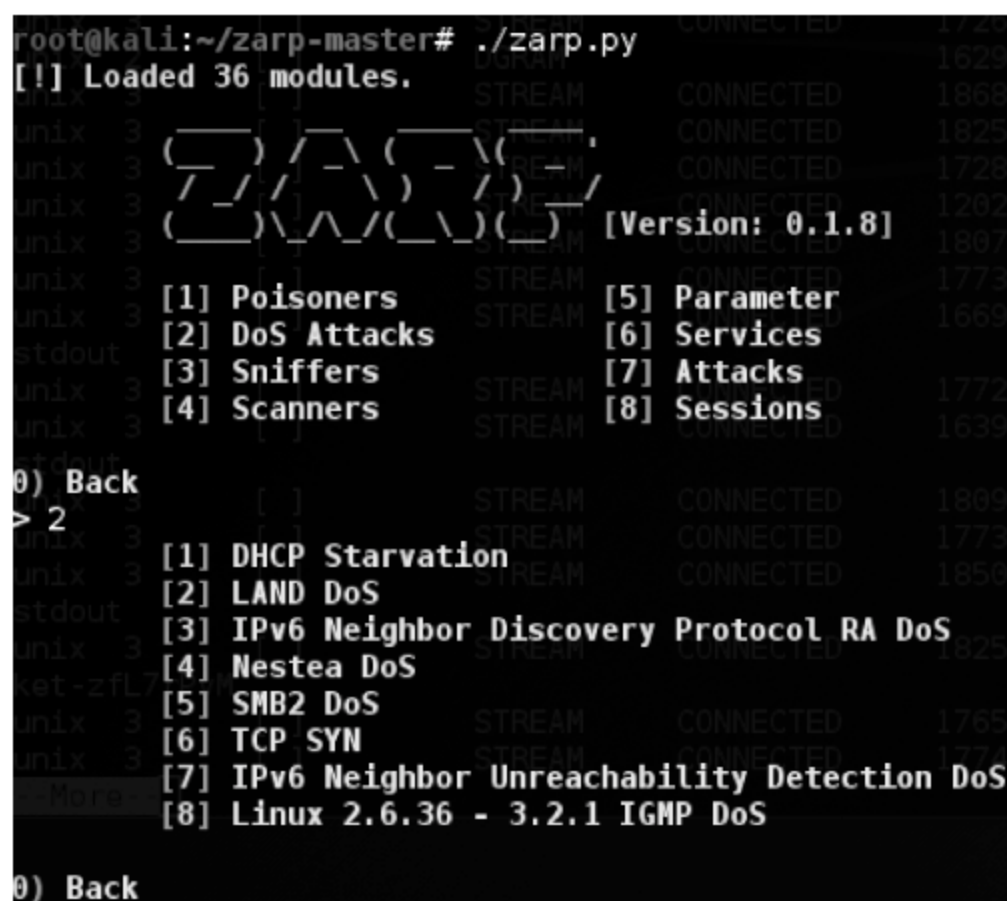 root@kali:~/zarp-master# ./zarp.py
[!] Loaded 36 modules.
ZARP
[Version: 0.1.8]
[1] Poisoners [5] Parameter
[2] DoS Attacks [6] Services
[3] Sniffers [7] Attacks
[4] Scanners [8] Sessions
0) Back
> 2
[1] DHCP Starvation
[2] LAND DoS
[3] IPv6 Neighbor Discovery Protocol RA DoS
[4] Nestea DoS
[5] SMB2 DoS
[6] TCP SYN
[7] IPv6 Neighbor Unreachability Detection DoS
[8] Linux 2.6.36 - 3.2.1 IGMP DoS
0) Back